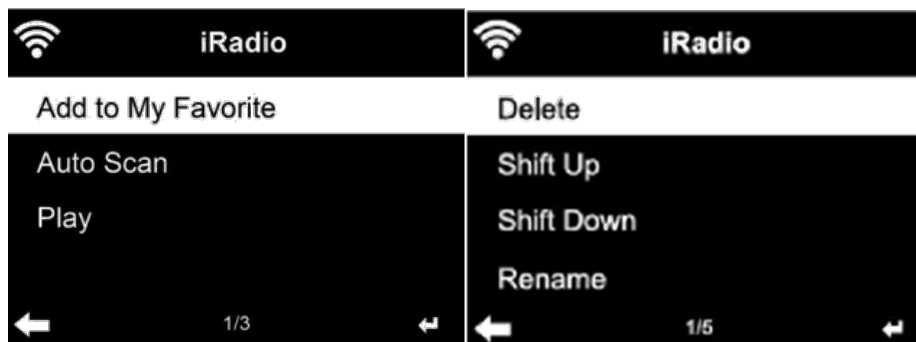 iRadio
Add to My Favorite
Auto Scan
Play
1/3
iRadio
Delete
Shift Up
Shift Down
Rename
1/5